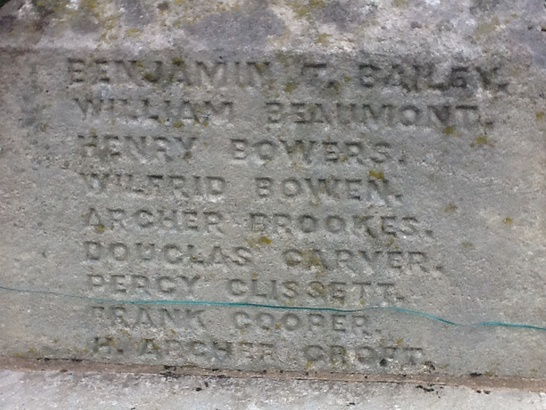 BENJAMIN T. BAILEY.
WILLIAM BEAUMONT.
HENRY BOWERS.
WILFRID BOWEN.
ARCHER BROOKES.
DOUGLAS CARVER.
PERCY CLISSETT.
FRANK COOPER.
H. ARCHER CROFT.